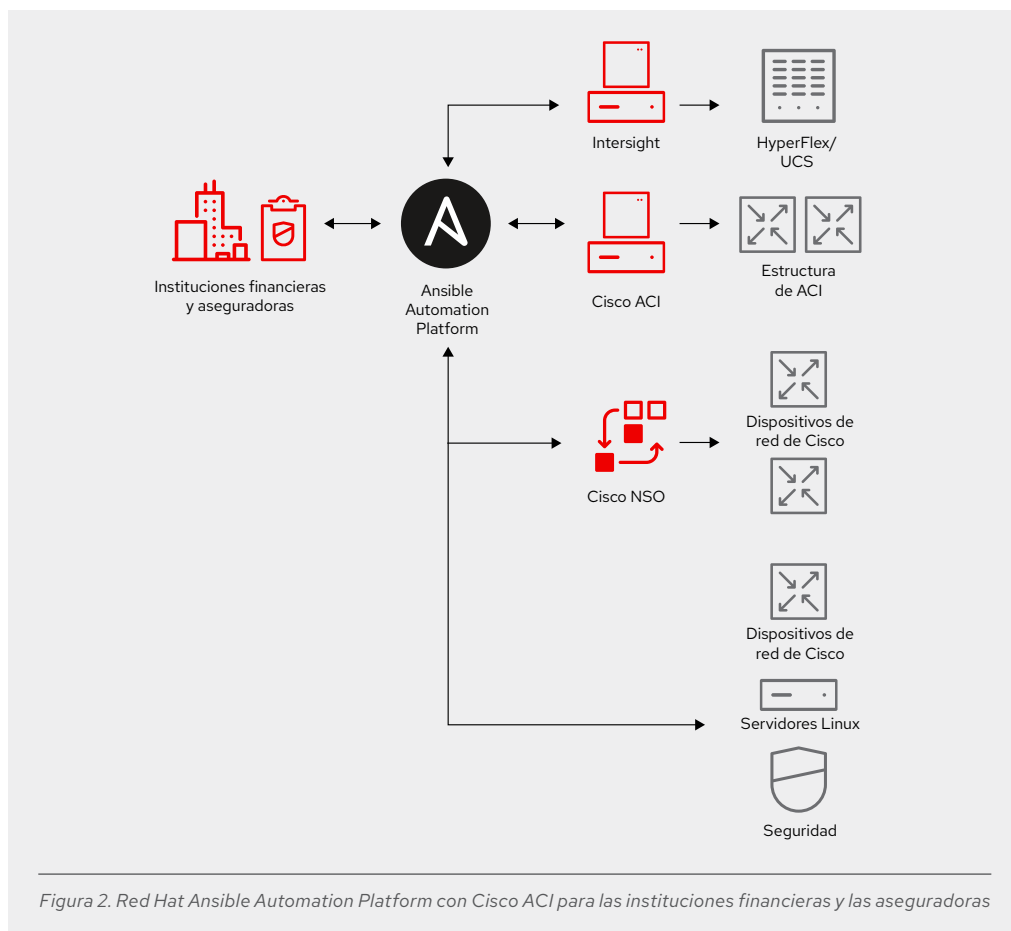 Intersight
HyperFlex/
UCS
Instituciones financieras
y aseguradoras
Ansible
Automation
Platform
Cisco ACI
Estructura
de ACI
Cisco NSO
Dispositivos de
red de Cisco
Dispositivos de
red de Cisco
Servidores Linux
Seguridad
Figura 2. Red Hat Ansible Automation Platform con Cisco ACI para las instituciones financieras y las aseguradoras